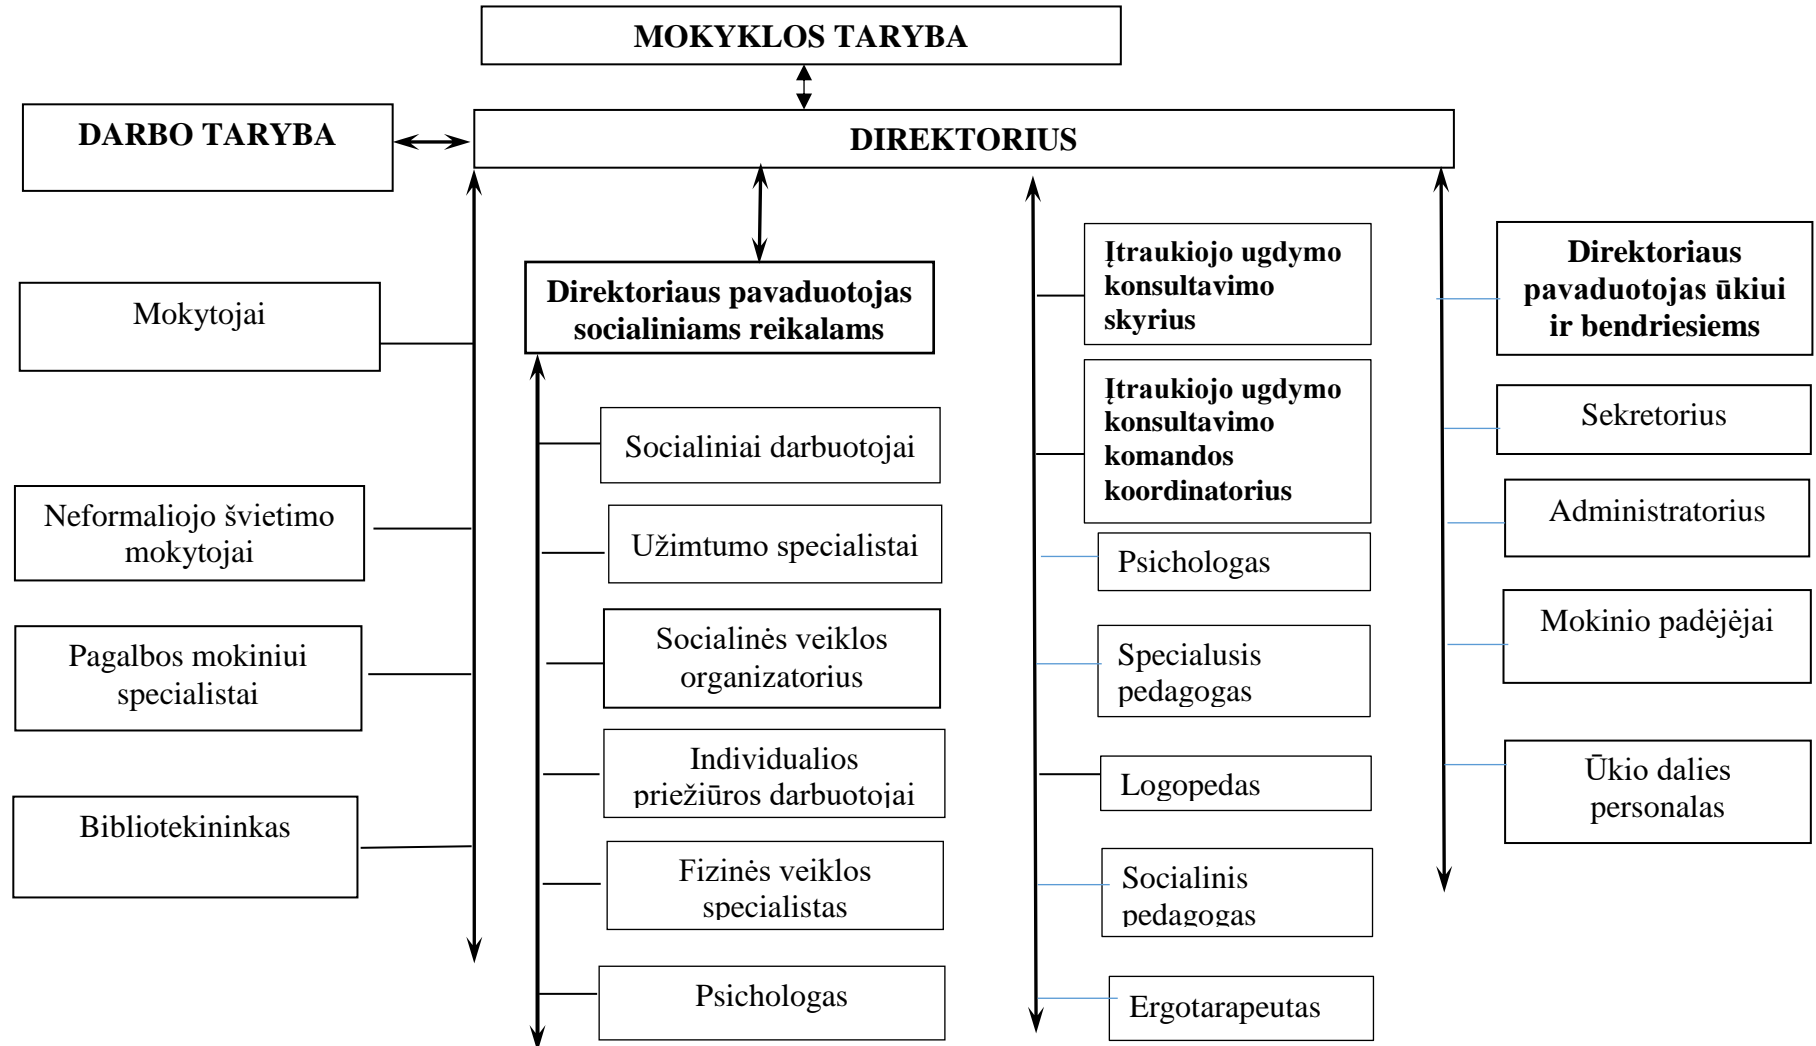 MOKYKLOS TARYBA
DARBO TARYBA
DIREKTORIUS
Mokytojai
Neformaliojo švietimo
mokytojai
Pagalbos mokiniui
specialistai
Bibliotekininkas
Direktoriaus pavaduotojas
socialiniams reikalams
Socialiniai darbuotojai
Užimtumo specialistai
Socialinės veiklos
organizatorius
Individualios
priežiūros darbuotojai
Fizinės veiklos
specialistas
Psichologas
Įtraukiojo ugdymo
konsultavimo
skyrius
Įtraukiojo ugdymo
konsultavimo
komandos
koordinatorius
Psichologas
Specialusis
pedagogas
Logopedas
Socialinis
pedagogas
Ergotarapeutas
Direktoriaus
pavaduotojas ūkiui
ir bendriesiems
Sekretorius
Administratorius
Mokinio padėjėjai
Ūkio dalies
personalas